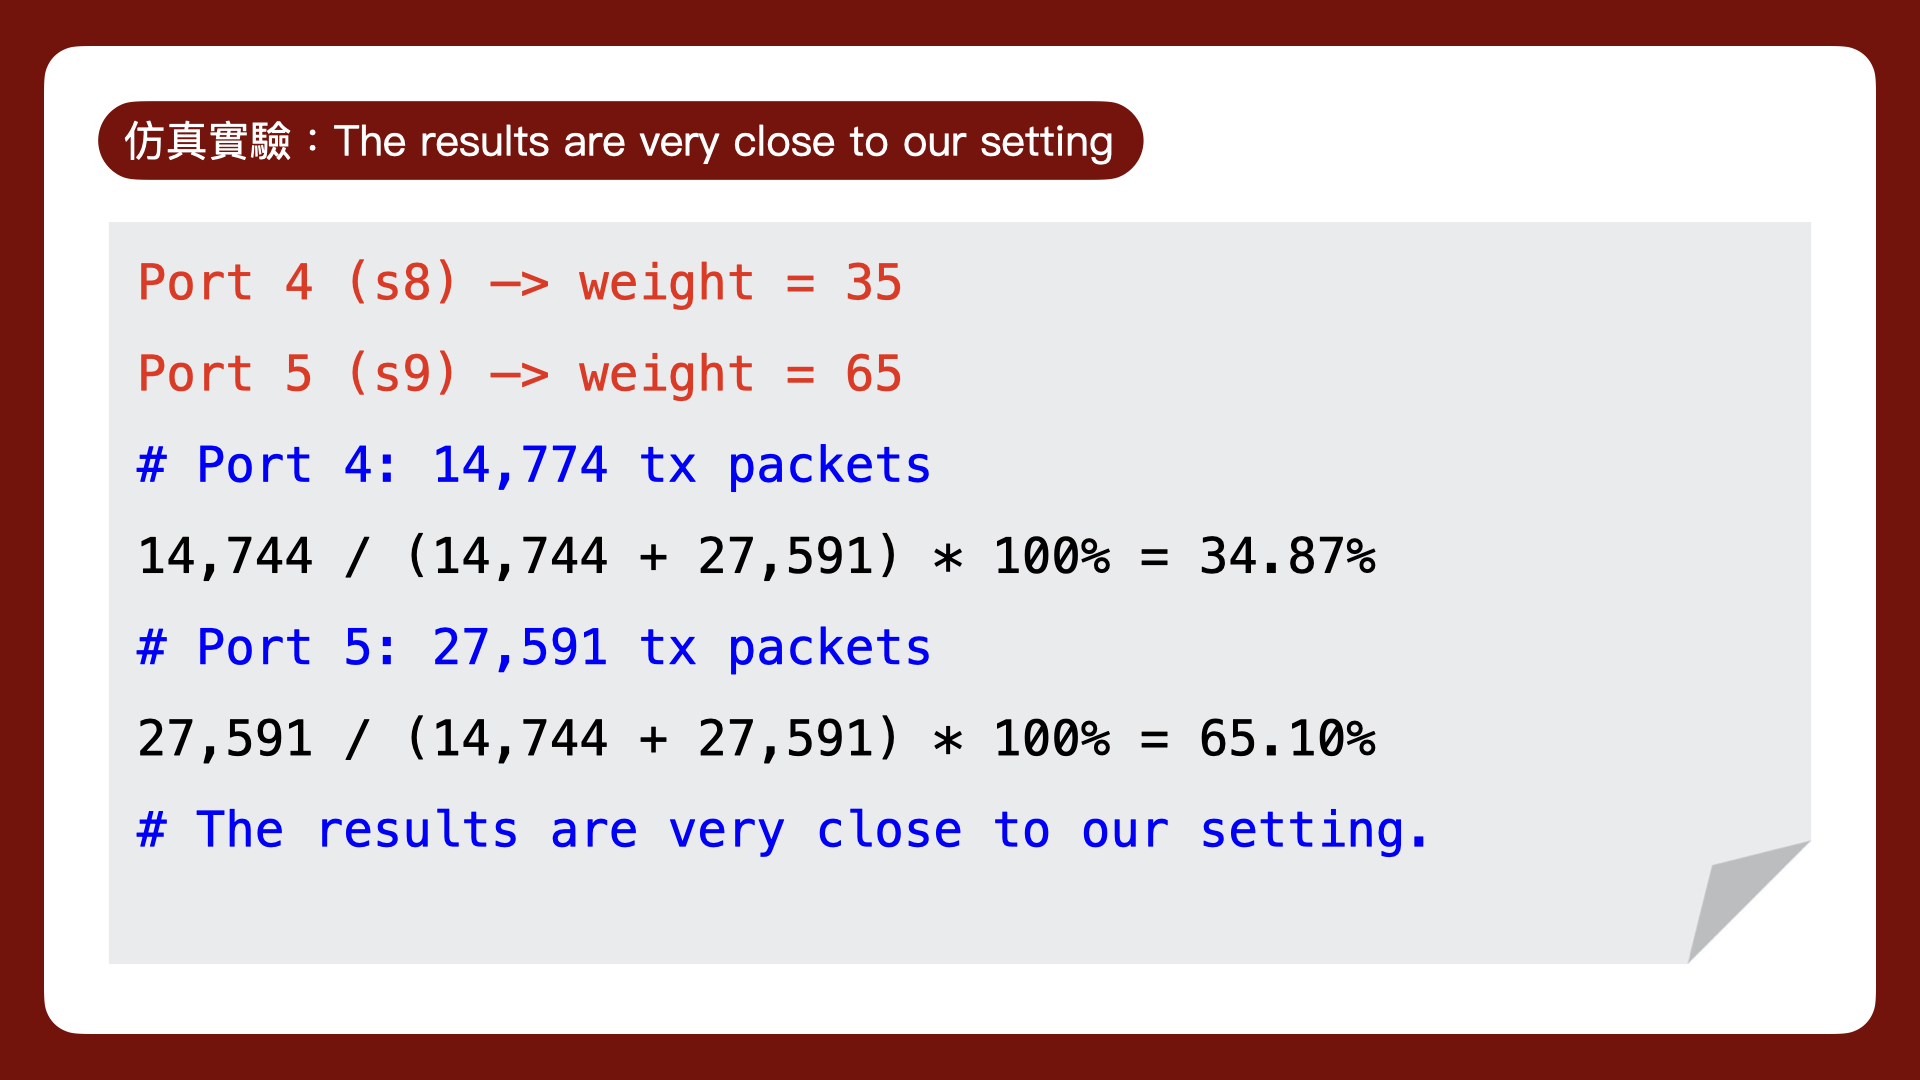 仿真實驗：The results are very close to our setting
Port 4 (s8) —> weight = 35
Port 5 (s9) —> weight = 65
# Port 4: 14,774 tx packets
14,744 / (14,744 + 27,591) * 100% = 34.87%
# Port 5: 27,591 tx packets
27,591 / (14,744 + 27,591) * 100% = 65.10%
# The results are very close to our setting.